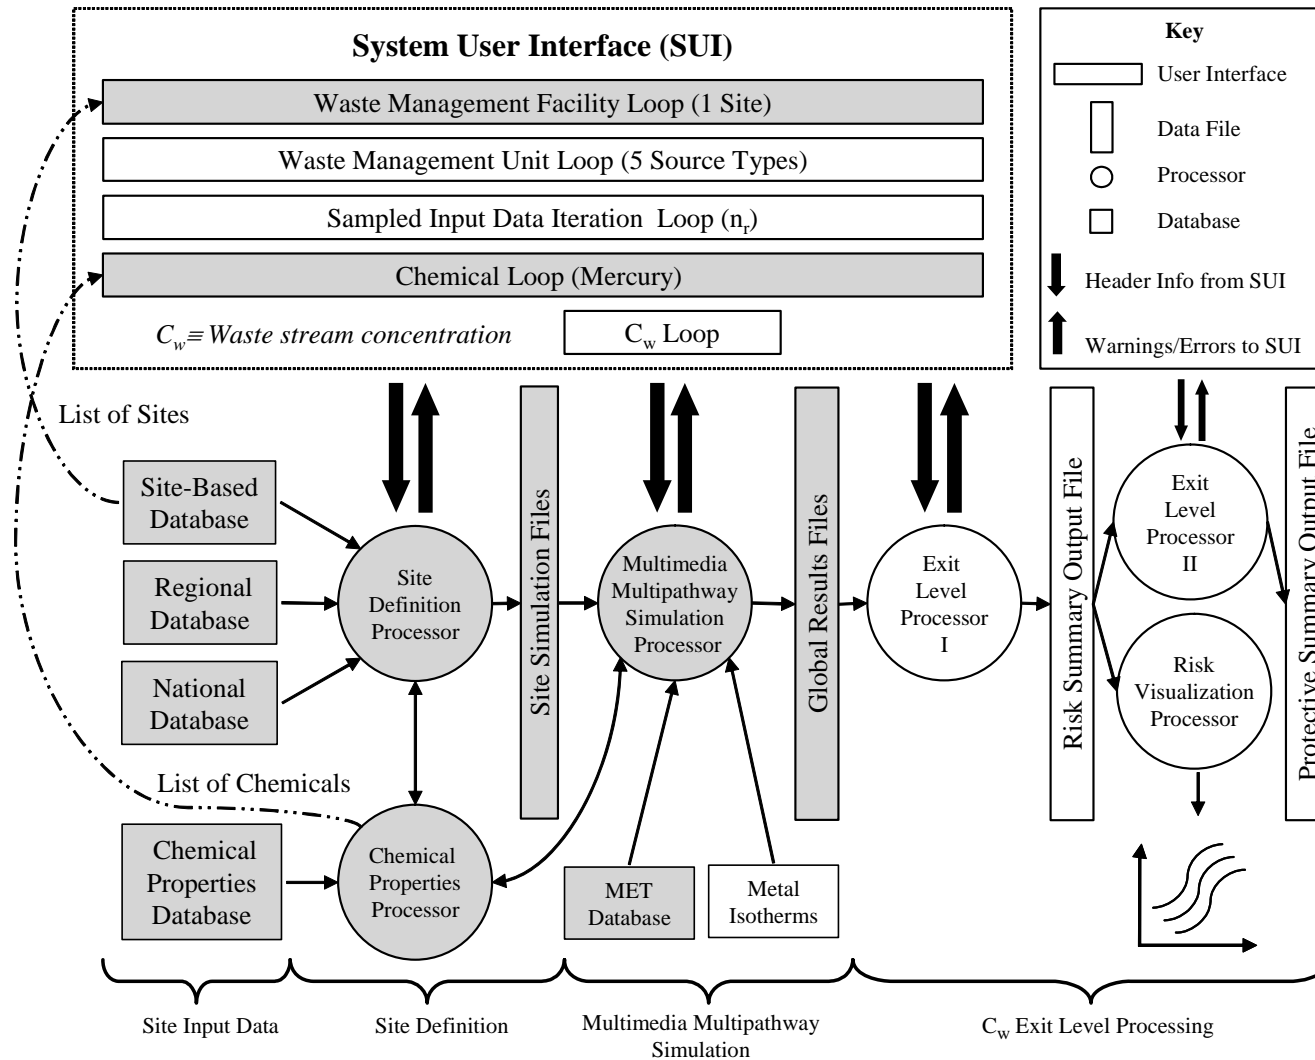 System User Interface (SUI)
Waste Management Facility Loop (1 Site)
Waste Management Unit Loop (5 Source Types)
Sampled Input Data Iteration Loop (nr)
Chemical Loop (Mercury)
Cw≡ Waste stream concentration
Cw Loop
Key
User Interface
Data File
Processor
Database
Header Info from SUI
Warnings/Errors to SUI
List of Sites
Site-Based
Database
Regional
Database
National
Database
List of Chemicals
Chemical
Properties
Database
Site
Definition
Processor
Chemical
Properties
Processor
Site Simulation Files
Multimedia
Multipathway
Simulation
Processor
MET
Database
Metal
Isotherms
Global Results Files
Exit
Level
Processor
I
Risk Summary Output File
Exit
Level
Processor
II
Risk
Visualization
Processor
Protective Summary Output File
Site Input Data
Site Definition
Multimedia Multipathway
Simulation
Cw Exit Level Processing